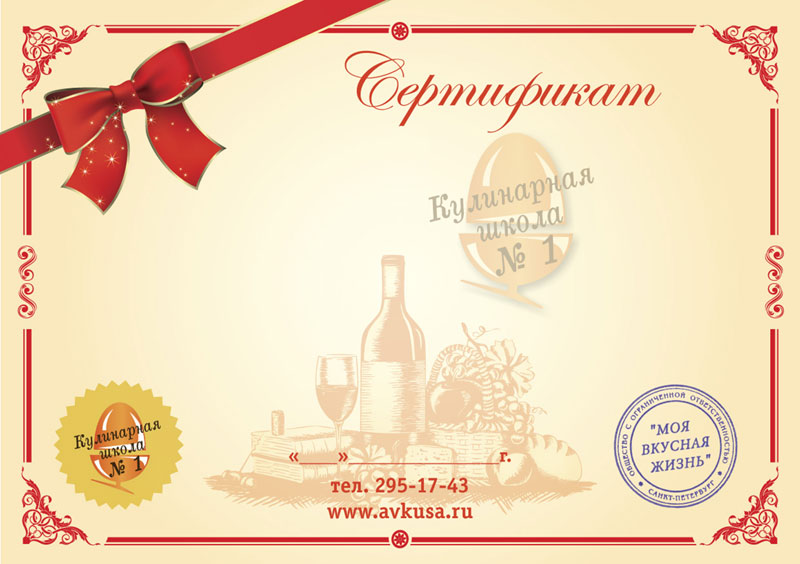 Сертификат
Кулинарная
школа
№ 1
« »  г.
тел. 295-17-43
www.avkusa.ru
Кулинарная
школа
№ 1
ОБЩЕСТВО С ОГРАНИЧЕННОЙ ОТВЕТСТВЕННОСТЬЮ
"МОЯ
ВКУСНАЯ
ЖИЗНЬ"
САНКТ-ПЕТЕРБУРГ